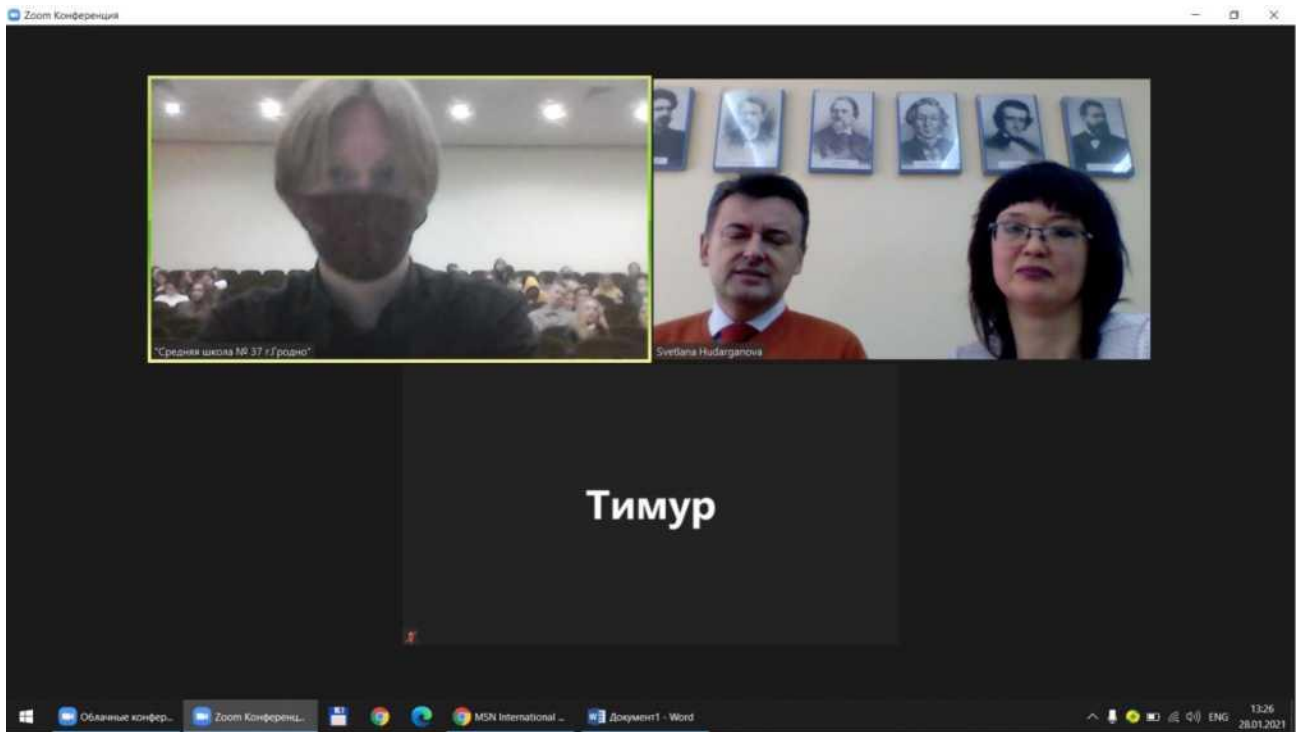 Zoom Конференция
"Средняя школа № 37 г.Гродно"
Svetlana Hudarganova
Тимур
Облачные конфер...
Zoom Конференц...
MSN International ...
Документ1 - Word
ENG
13:26
28.01.2021